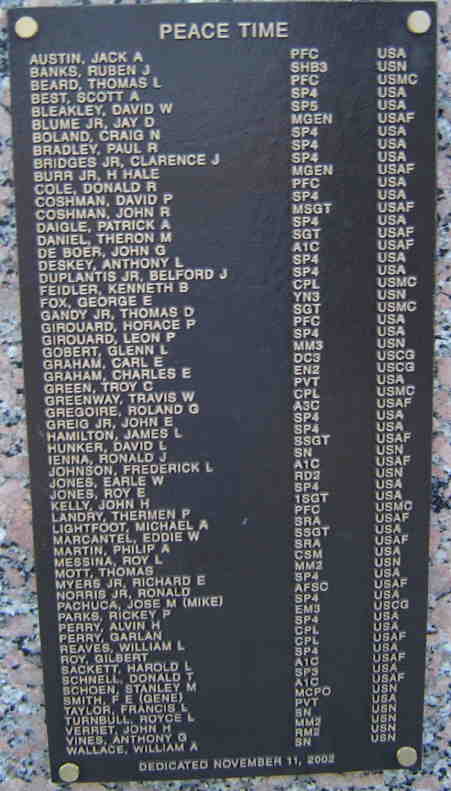 PEACE TIME
AUSTIN, JACK A PFC USA
BANKS, RUBEN J SHB3 USN
BEARD, THOMAS L PFC USMC
BEST, SCOTT A SP4 USA
BLEAKLEY, DAVID W SP5 USA
BLUME JR, JAY D MGEN USAF
BOLAND, CRAIG N SP4 USA
BRADLEY, PAUL R SP4 USA
BRIDGES JR, CLARENCE J SP4 USA
BURR JR, H HALE MGEN USAF
COLE, DONALD R PFC USA
COSHMAN, DAVID P SP4 USA
COSHMAN, JOHN R MSGT USAF
DAIGLE, PATRICK A SP4 USA
DANIEL, THERON M SGT USAF
DE BOER, JOHN G A1C USAF
DESKEY, ANTHONY L SP4 USA
DUPLANTIS JR, BELFORD J SP4 USA
FEIDLER, KENNETH B CPL USMC
FOX, GEORGE E YN3 USN
GANDY JR, THOMAS D SGT USMC
GIROUARD, HORACE P PFC USA
GIROUARD, LEON P SP4 USA
GOBERT, GLENN L MM3 USN
GRAHAM, CARL E DC3 USCG
GRAHAM, CHARLES E EN2 USCG
GREEN, TROY C PVT USA
GREENWAY, TRAVIS W CPL USMC
GREGOIRE, ROLAND G A3C USAF
GREIG JR, JOHN E SP4 USA
HAMILTON, JAMES L SP4 USA
HUNKER, DAVID L SSGT USAF
IENNA, RONALD J SN USN
JOHNSON, FREDERICK L A1C USAF
JONES, EARLE W RD2 USN
JONES, ROY E SP4 USA
KELLY, JOHN H 1SGT USA
LANDRY, THERMEN P PFC USMC
LIGHTFOOT, MICHAEL A SRA USAF
MARCANTEL, EDDIE W SSGT USA
MARTIN, PHILIP A SRA USAF
MESSINA, ROY L CSM USA
MOTT, THOMAS MM2 USN
MYERS JR, RICHARD E SP4 USA
NORRIS JR, RONALD AFSC USAF
PACHUCA, JOSE M (MIKE) SP4 USA
PARKS, RICKEY P EM3 USCG
PERRY, ALVIN H SP4 USA
PERRY, GARLAN CPL USA
REAVES, WILLIAM L CPL USAF
ROY, GILBERT SP4 USA
SACKETT, HAROLD L A1C USAF
SCHNELL, DONALD T SP3 USA
SCHOEN, STANLEY M A1C USAF
SMITH, F E (GENE) MCPO USN
TAYLOR, FRANCIS L PVT USA
TURNBULL, ROYCE L SN USN
VERRET, JOHN H MM2 USN
VINES, ANTHONY G RM2 USN
WALLACE, WILLIAM A SN USN
DEDICATED NOVEMBER 11, 2002